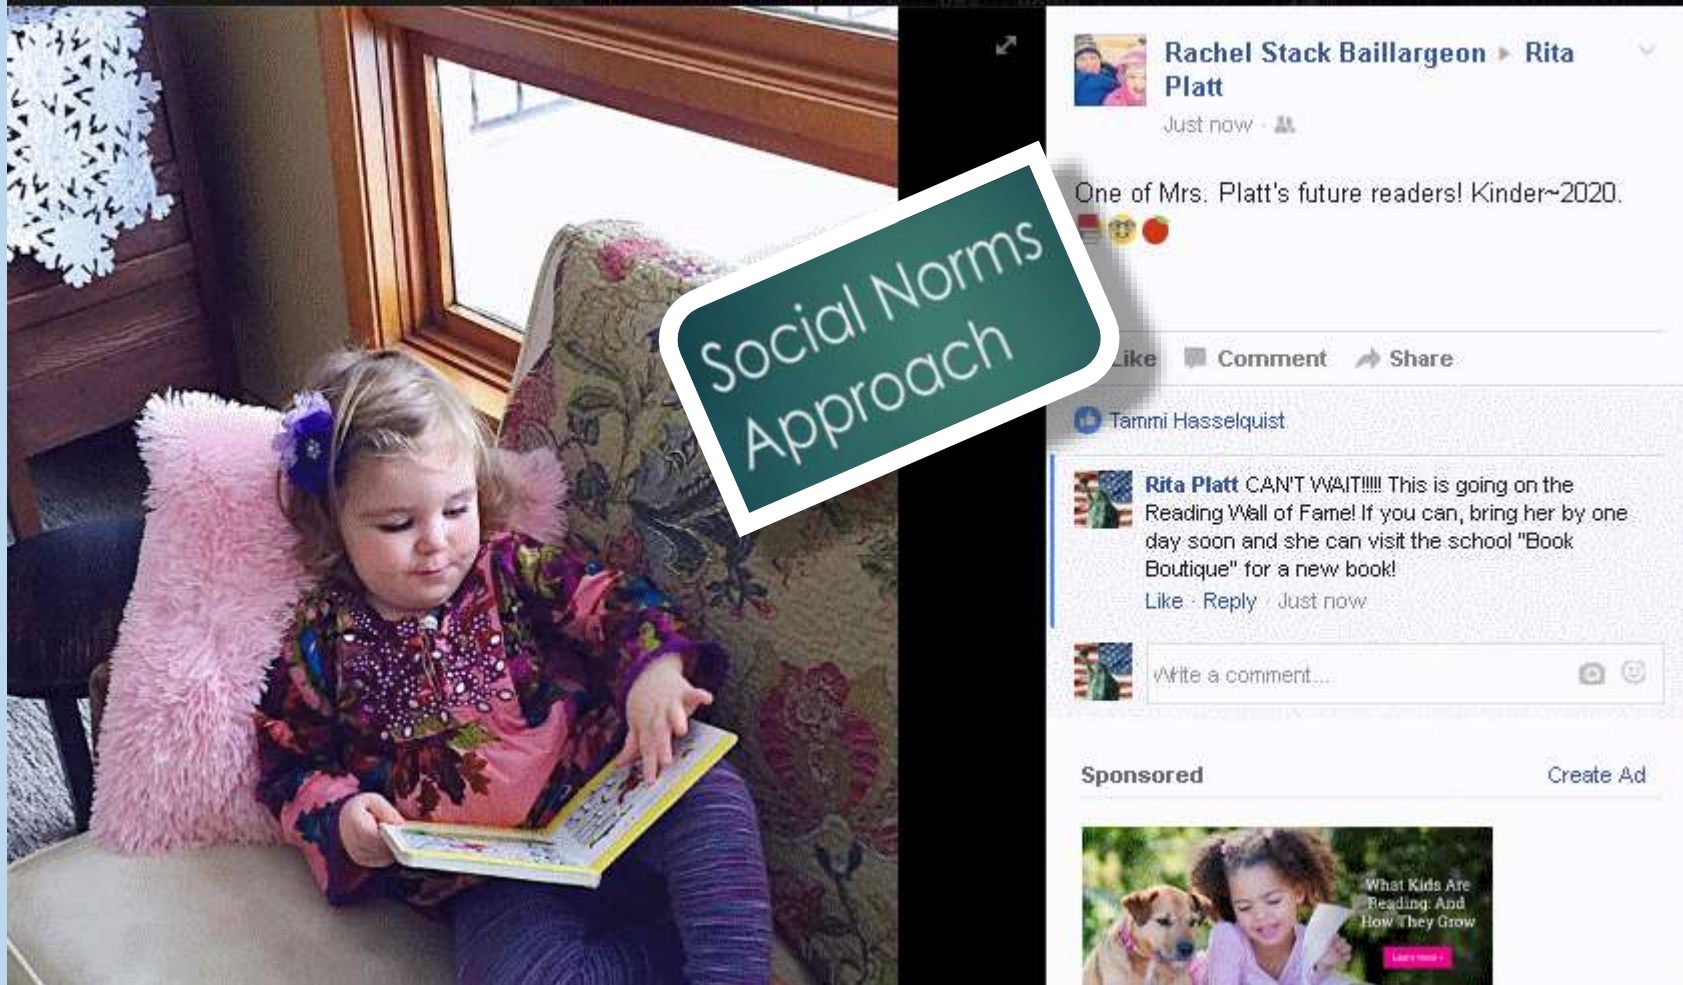 Rachel Stack Baillargeon ▸ Rita
Platt
Just now
One of Mrs. Platt's future readers! Kinder~2020.
Social Norms
Approach
Like Comment Share
Tammi Hasselquist
Rita Platt CAN'T WAIT!!!!! This is going on the
Reading Wall of Fame! If you can, bring her by one
day soon and she can visit the school "Book
Boutique" for a new book!
Like · Reply · Just now
Write a comment...
Sponsored Create Ad
What Kids Are
Reading: And
How They Grow
Learn more ›